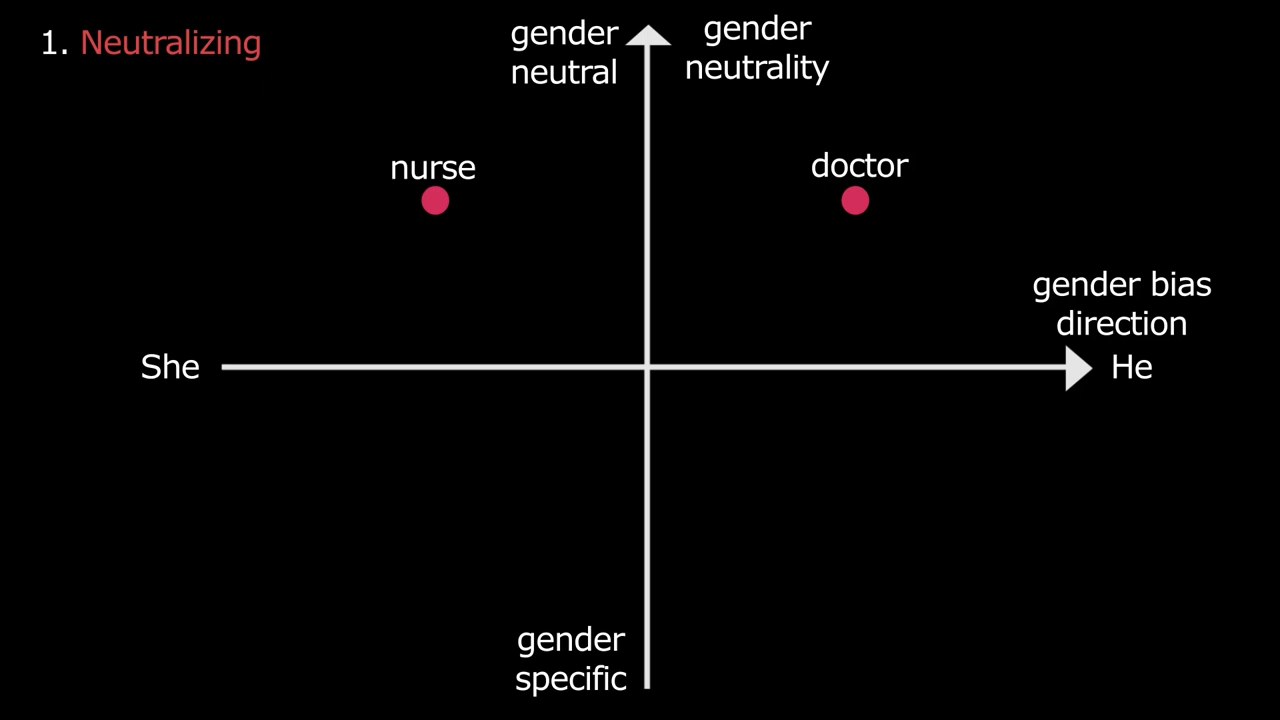 1. Neutralizing
gender
neutral
gender
neutrality
nurse
doctor
gender bias
direction
She
He
gender
specific